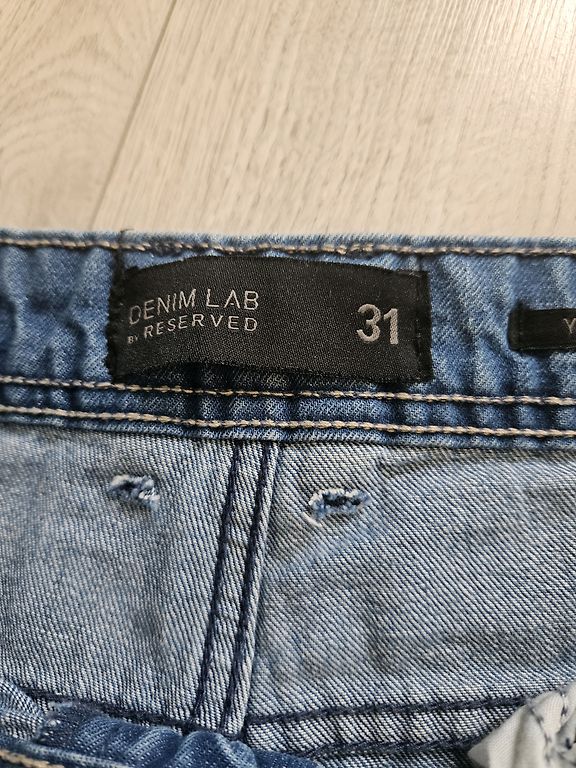 DENIM LAB
BY RESERVED
31
Y